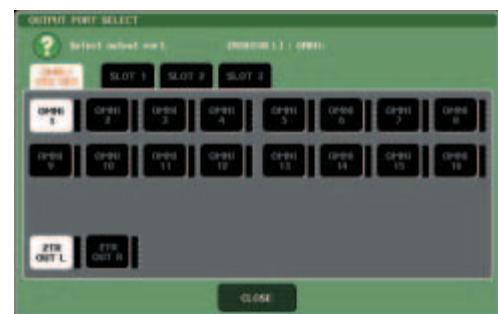 OUTPUT PORT SELECT
Select output port.
SLOT 1 SLOT 2 SLOT 3
OMNI 1 OMNI 2 OMNI 3 OMNI 4 OMNI 5 OMNI 6 OMNI 7 OMNI 8
OMNI 9 OMNI 10 OMNI 11 OMNI 12 OMNI 13 OMNI 14 OMNI 15 OMNI 16
2TR OUT L 2TR OUT R
CLOSE